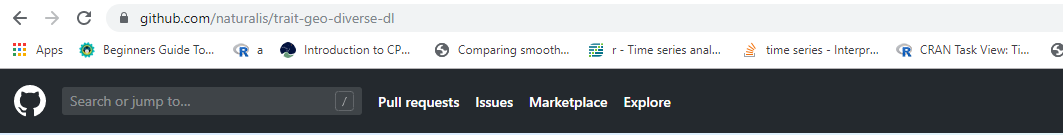 github.com/naturalis/trait-geo-diverse-dl
Apps Beginners Guide To... a Introduction to CP... Comparing smooth... r - Time series anal... time series - Interpr... CRAN Task View: Ti...
Search or jump to... / Pull requests Issues Marketplace Explore